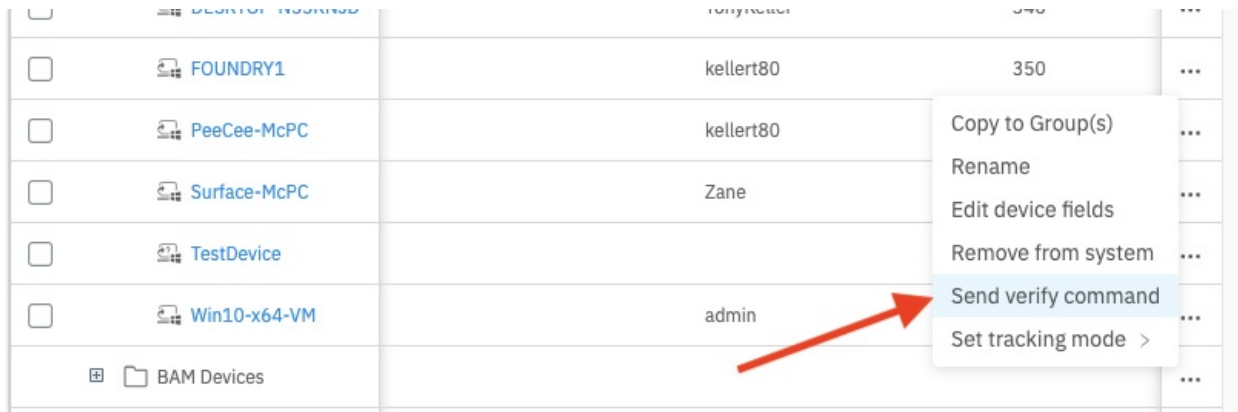 FOUNDRY1 kellert80 350 ...
Copy to Group(s)
PeeCee-McPC kellert80 ...
Rename
Surface-McPC Zane ...
Edit device fields
TestDevice ...
Remove from system
Send verify command
Win10-x64-VM admin ...
Set tracking mode >
BAM Devices ...